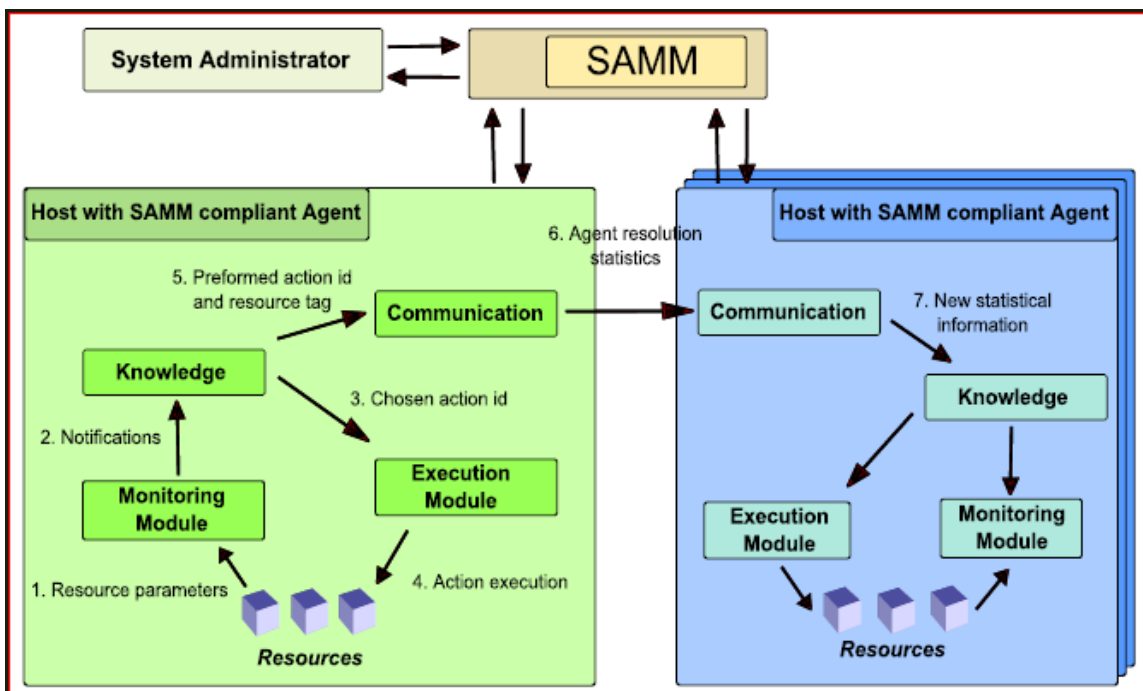 System Administrator
SAMM
Host with SAMM compliant Agent
5. Preformed action id
and resource tag
Communication
Knowledge
3. Chosen action id
2. Notifications
Execution
Module
Monitoring
Module
1. Resource parameters
4. Action execution
Resources
6. Agent resolution
statistics
Host with SAMM compliant Agent
Communication
7. New statistical
information
Knowledge
Execution
Module
Monitoring
Module
Resources